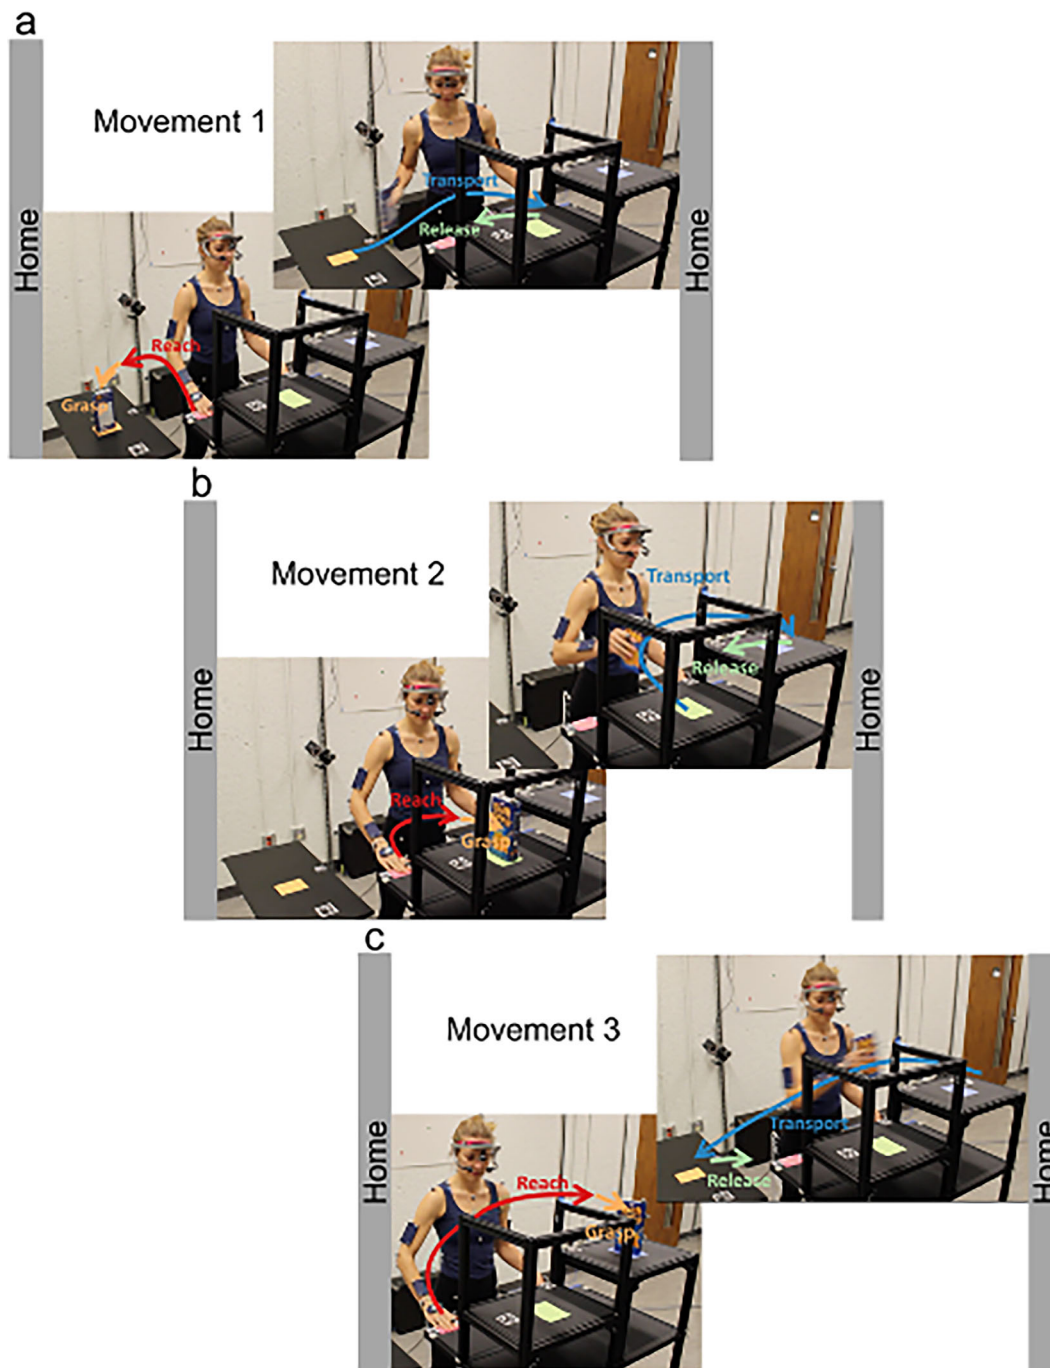 a
Movement 1
Home
Transport
Release
Home
Reach
Grasp
b
Movement 2
Home
Transport
Release
Home
Reach
Grasp
c
Movement 3
Home
Transport
Release
Home
Reach
Grasp